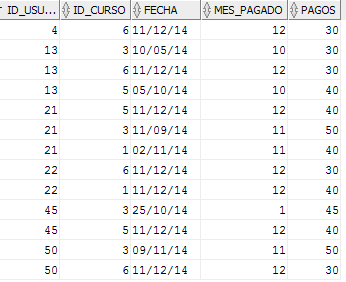 ID_USU... ID_CURSO FECHA MES_PAGADO PAGOS
4 6 11/12/14 12 30
13 3 10/05/14 10 30
13 6 11/12/14 12 30
13 5 05/10/14 10 40
21 5 11/12/14 12 40
21 3 11/09/14 11 50
21 1 02/11/14 11 40
22 6 11/12/14 12 30
22 1 11/12/14 12 40
45 3 25/10/14 1 45
45 5 11/12/14 12 40
50 3 09/11/14 11 50
50 6 11/12/14 12 30